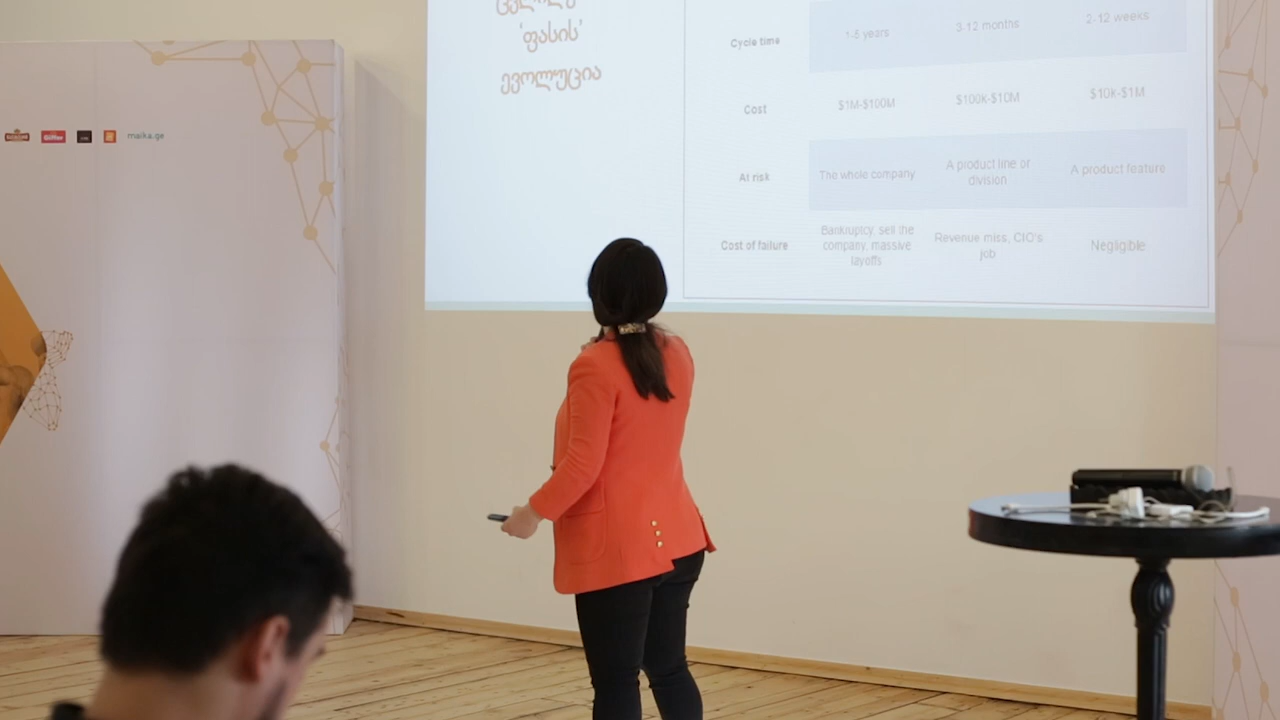 'ფასის'
ევოლუცია
Cycle time 1-5 years 3-12 months 2-12 weeks
Cost $1M-$100M $100k-$10M $10k-$1M
At risk The whole company A product line or division A product feature
Cost of failure Bankruptcy, sell the company, massive layoffs Revenue miss, CIO's job Negligible
maika.ge